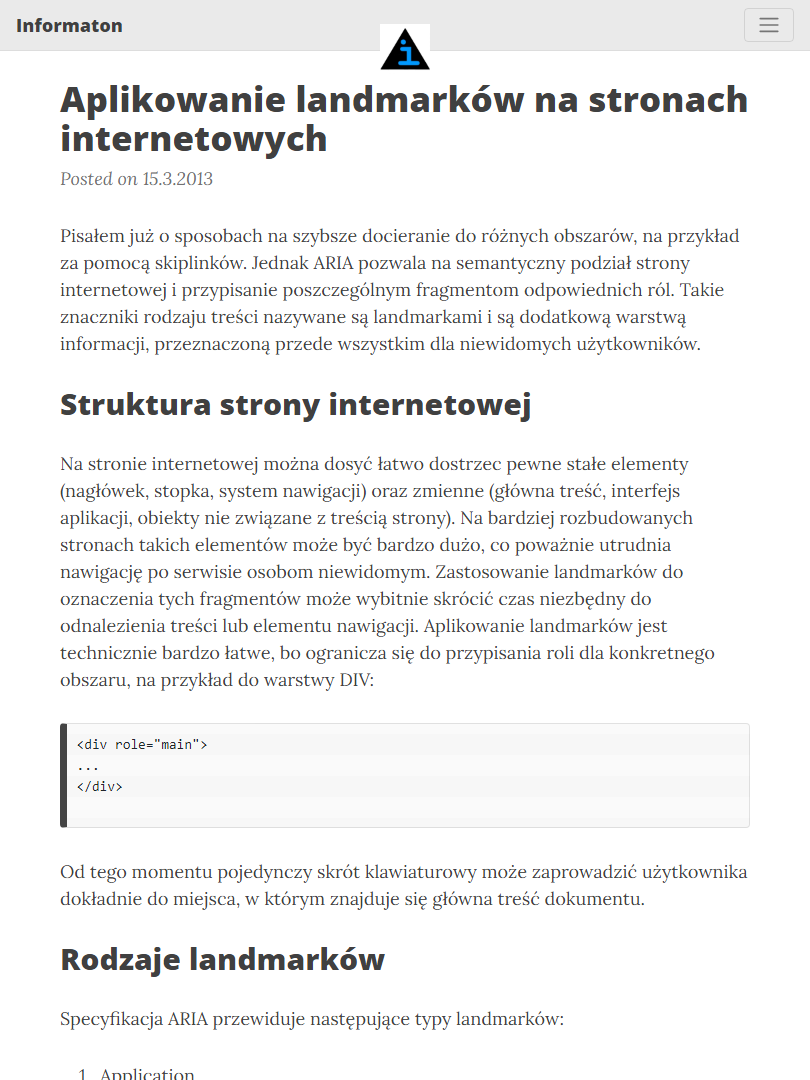 Informaton
i
Aplikowanie landmarków na stronach
internetowych
Posted on 15.3.2013
Pisałem już o sposobach na szybsze docieranie do różnych obszarów, na przykład
za pomocą skiplinków. Jednak ARIA pozwala na semantyczny podział strony
internetowej i przypisanie poszczególnym fragmentom odpowiednich ról. Takie
znaczniki rodzaju treści nazywane są landmarkami i są dodatkową warstwą
informacji, przeznaczoną przede wszystkim dla niewidomych użytkowników.
Struktura strony internetowej
Na stronie internetowej można dosyć łatwo dostrzec pewne stałe elementy
(nagłówek, stopka, system nawigacji) oraz zmienne (główna treść, interfejs
aplikacji, obiekty nie związane z treścią strony). Na bardziej rozbudowanych
stronach takich elementów może być bardzo dużo, co poważnie utrudnia
nawigację po serwisie osobom niewidomym. Zastosowanie landmarków do
oznaczenia tych fragmentów może wybitnie skrócić czas niezbędny do
odnalezienia treści lub elementu nawigacji. Aplikowanie landmarków jest
technicznie bardzo łatwe, bo ogranicza się do przypisania roli dla konkretnego
obszaru, na przykład do warstwy DIV:
<div role="main">
...
</div>
Od tego momentu pojedynczy skrót klawiaturowy może zaprowadzić użytkownika
dokładnie do miejsca, w którym znajduje się główna treść dokumentu.
Rodzaje landmarków
Specyfikacja ARIA przewiduje następujące typy landmarków:
1. Application